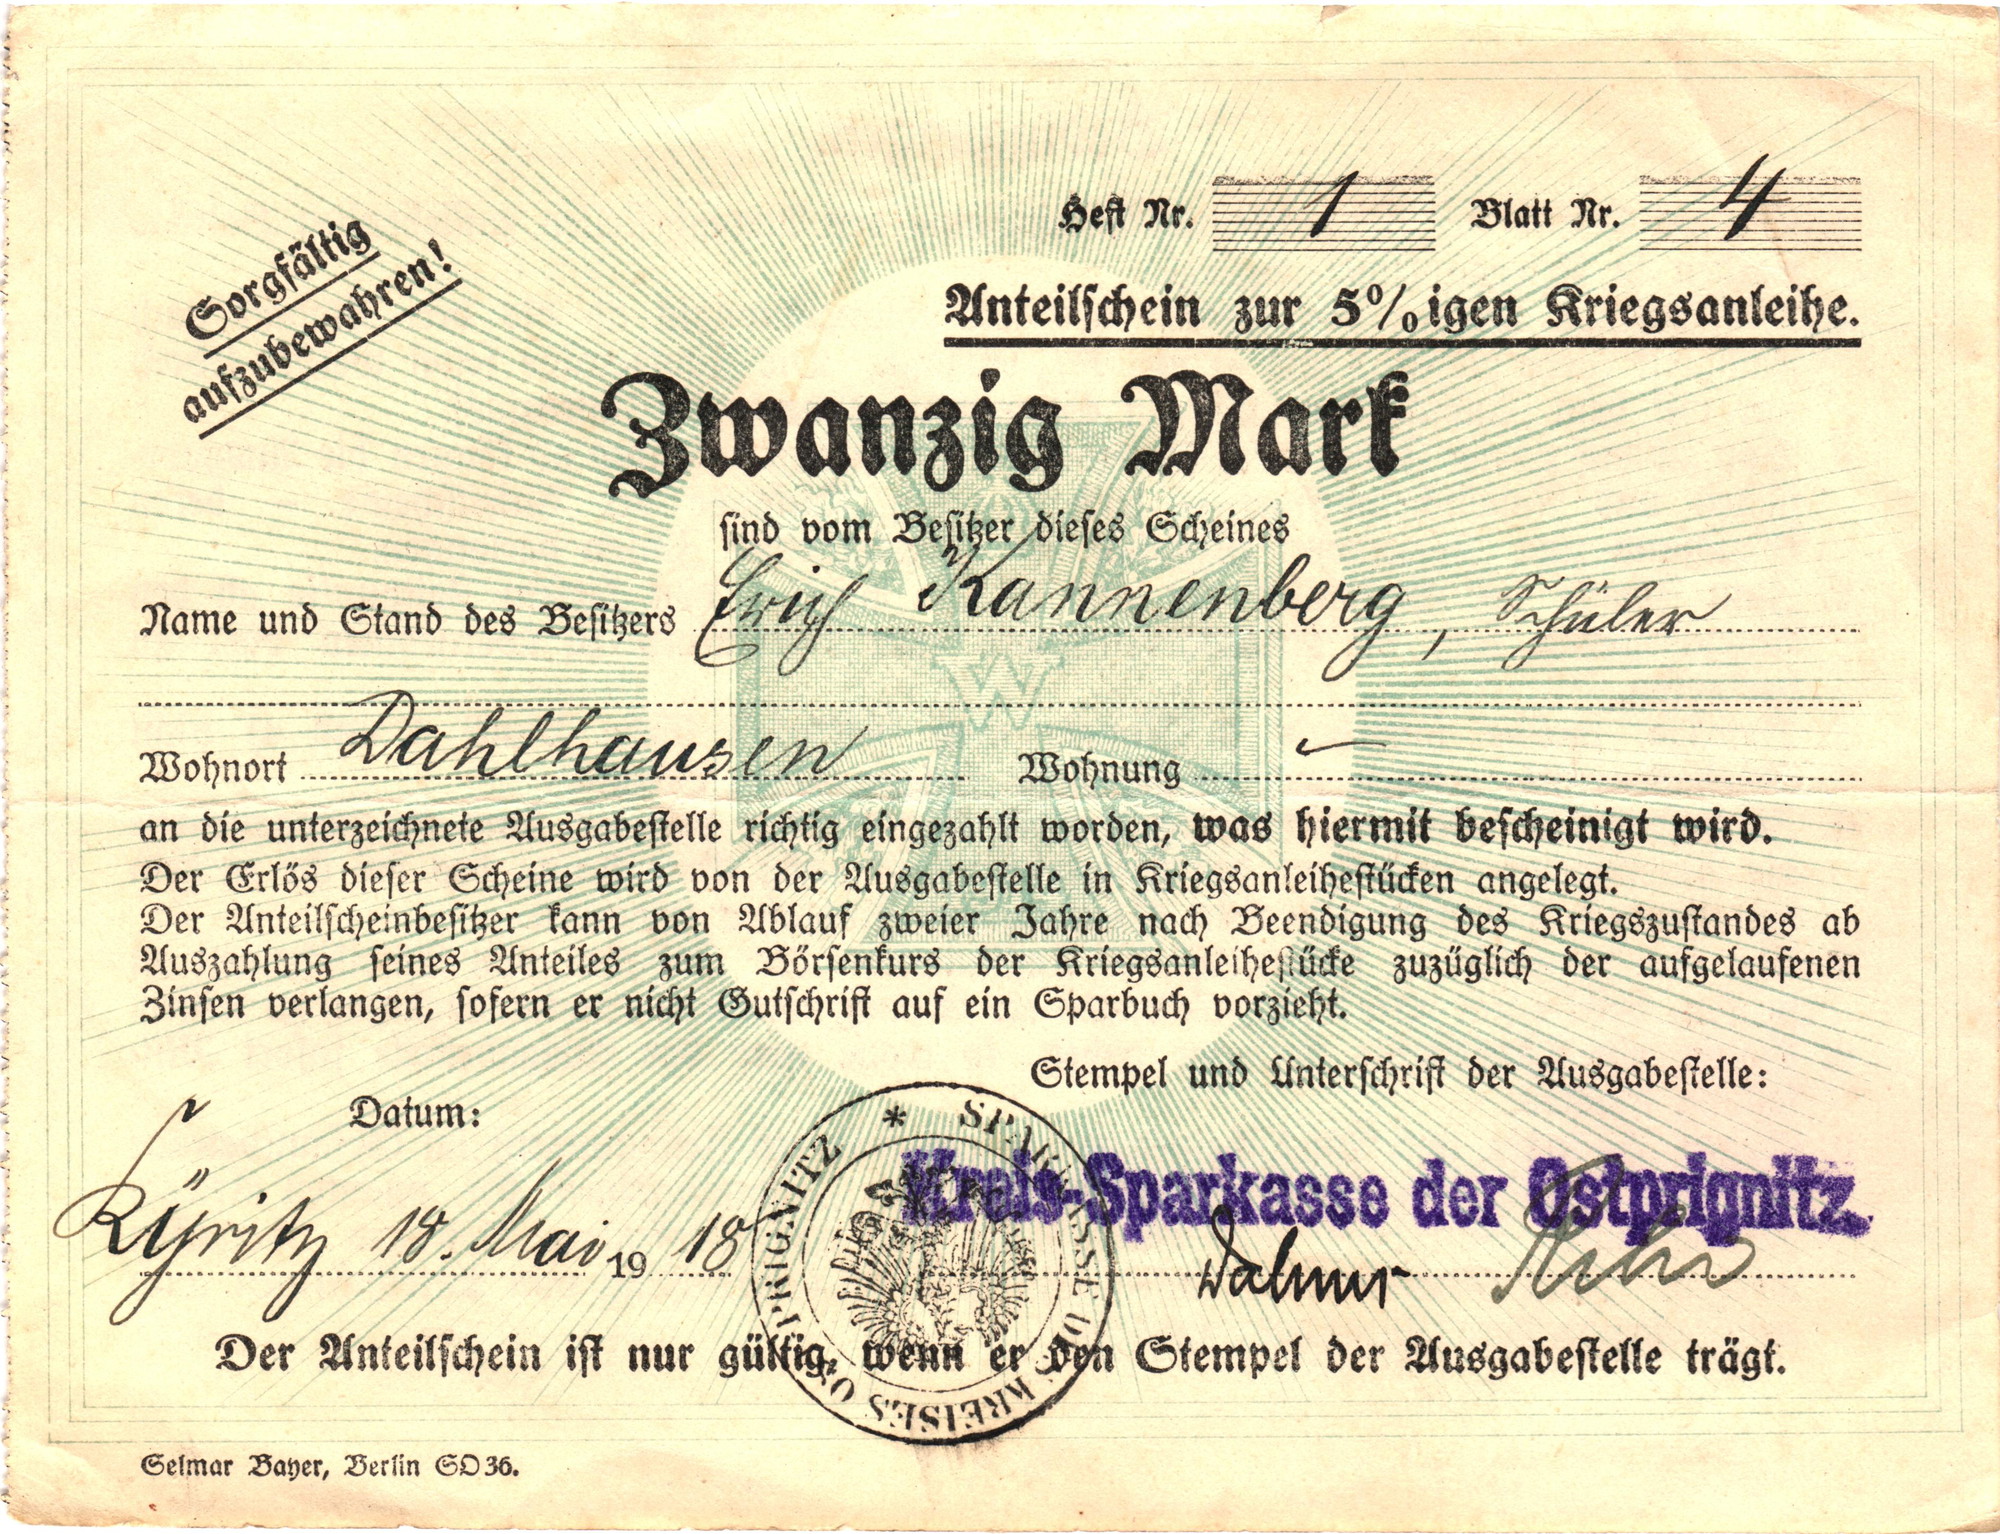 Heft Nr. 1 Blatt Nr. 4
Sorgfältig
aufzubewahren!
Anteilschein zur 5%igen Kriegsanleihe.
Zwanzig Mark
sind vom Besitzer dieses Scheines
Name und Stand des Besitzers Erich Kannenberg, Schüler
Wohnort Dahlhausen Wohnung –
an die unterzeichnete Ausgabestelle richtig eingezahlt worden, was hiermit bescheinigt wird.
Der Erlös dieser Scheine wird von der Ausgabestelle in Kriegsanleihestücken angelegt.
Der Anteilscheinbesitzer kann von Ablauf zweier Jahre nach Beendigung des Kriegszustandes ab
Auszahlung seines Anteiles zum Börsenkurs der Kriegsanleihestücke zuzüglich der aufgelaufenen
Zinsen verlangen, sofern er nicht Gutschrift auf ein Sparbuch vorzieht.
Stempel und Unterschrift der Ausgabestelle:
Datum:
Kreis-Sparkasse der Ostprignitz.
Kyritz 18. Mai 1918
* SPARKASSE DES KREISES OSTPRIGNITZ
W
Der Anteilschein ist nur gültig, wenn er den Stempel der Ausgabestelle trägt.
Selmar Bayer, Berlin SO 36.